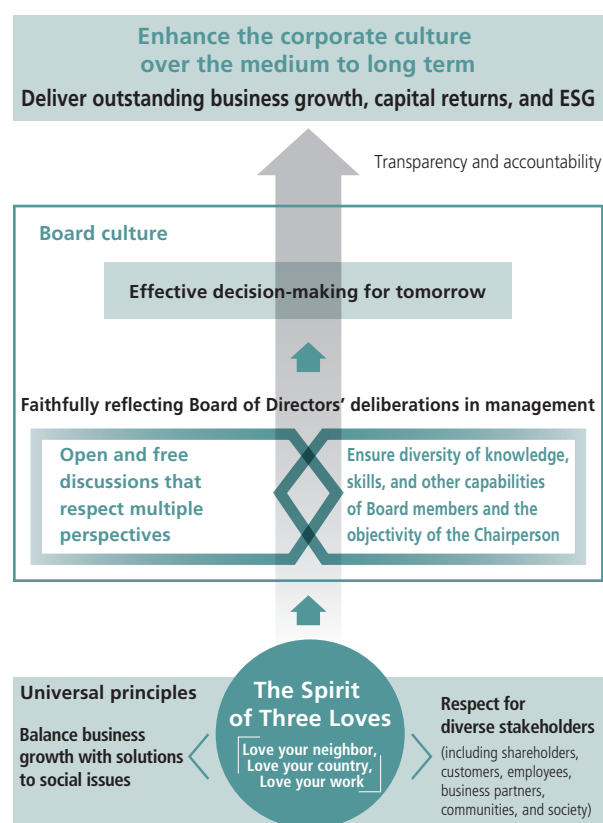 Enhance the corporate culture
over the medium to long term
Deliver outstanding business growth, capital returns, and ESG
Transparency and accountability
Board culture
Effective decision-making for tomorrow
Faithfully reflecting Board of Directors’ deliberations in management
Open and free
discussions that
respect multiple
perspectives
Ensure diversity of knowledge,
skills, and other capabilities
of Board members and the
objectivity of the Chairperson
Universal principles
Balance business
growth with solutions
to social issues
The Spirit
of Three Loves
Love your neighbor,
Love your country,
Love your work
Respect for
diverse stakeholders
(including shareholders,
customers, employees,
business partners,
communities, and society)